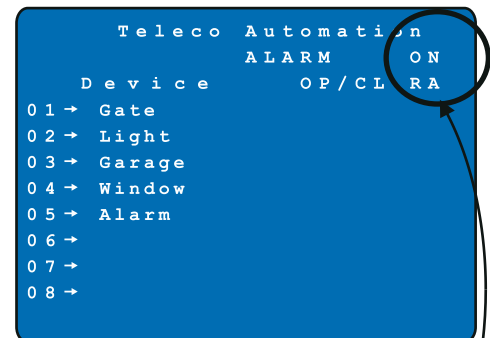 Teleco Automation
ALARM ON
Device OP/CL RA
01→ Gate
02→ Light
03→ Garage
04→ Window
05→ Alarm
06→
07→
08→